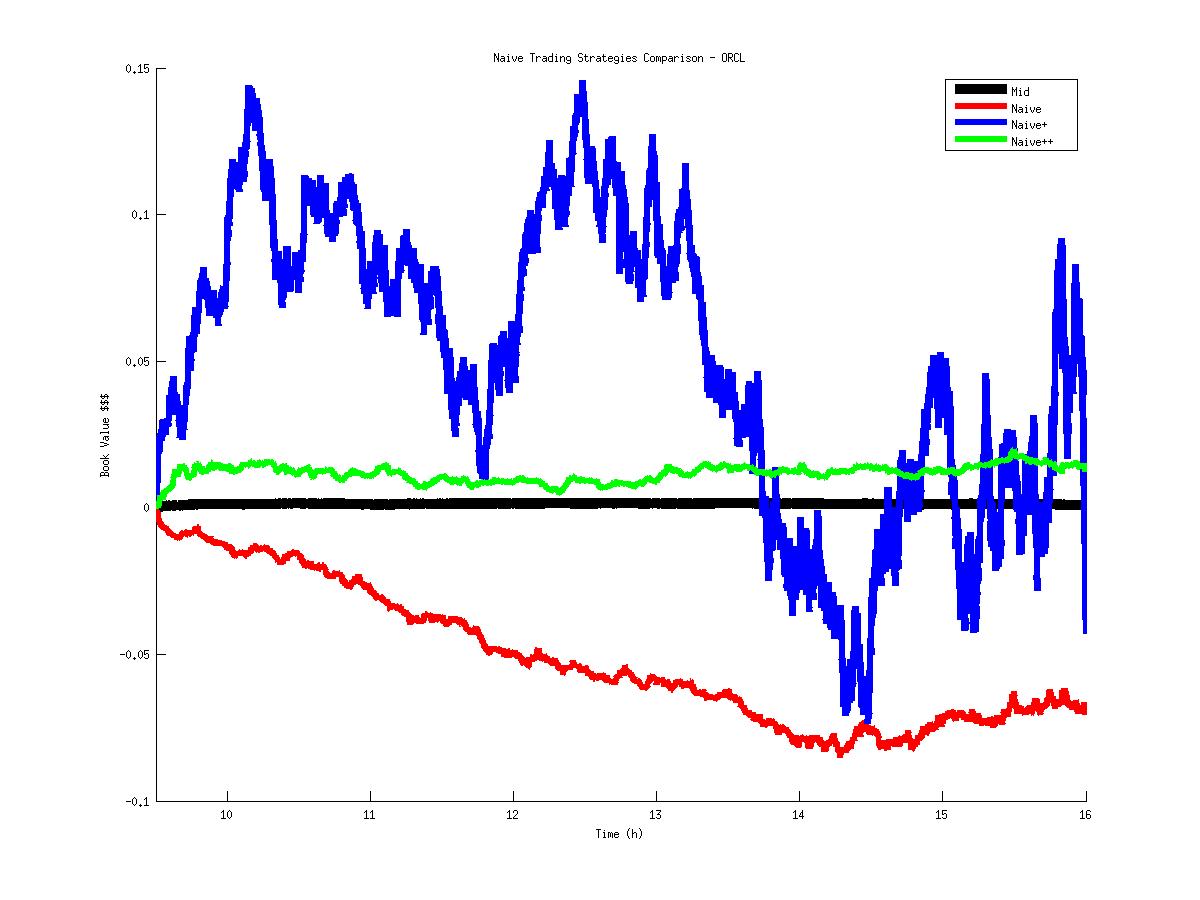 Naive Trading Strategies Comparison - ORCL
0.15
Mid
Naive
Naive+
Naive++
0.1
0.05
Book Value $$$
0
-0.05
-0.1
10 11 12 13 14 15 16
Time (h)